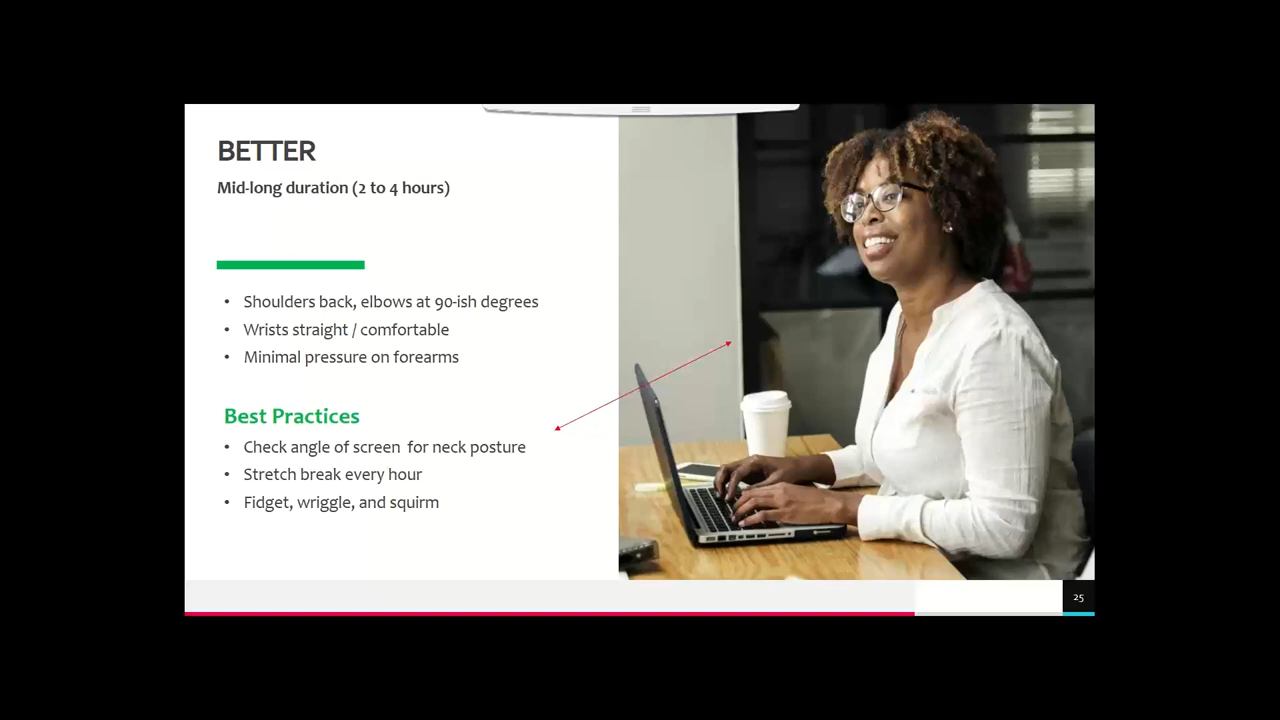 BETTER
Mid-long duration (2 to 4 hours)
• Shoulders back, elbows at 90-ish degrees
• Wrists straight / comfortable
• Minimal pressure on forearms
Best Practices
• Check angle of screen for neck posture
• Stretch break every hour
• Fidget, wriggle, and squirm
25